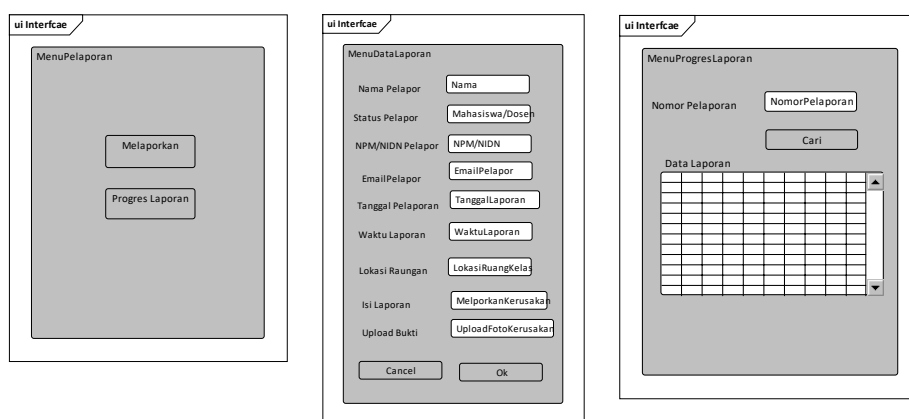 ui Interfcae
MenuPelaporan
Melaporkan
Progres Laporan
ui Interfcae
MenuDataLaporan
Nama Pelapor Nama
Status Pelapor Mahasiswa/Dosen
NPM/NIDN Pelapor NPM/NIDN
EmailPelapor EmailPelapor
Tanggal Pelaporan TanggalLaporan
Waktu Laporan WaktuLaporan
Lokasi Raungan LokasiRuangKelas
Isi Laporan MelporkanKerusakan
Upload Bukti UploadFotoKerusakan
Cancel Ok
ui Interfcae
MenuProgresLaporan
Nomor Pelaporan NomorPelaporan
Cari
Data Laporan